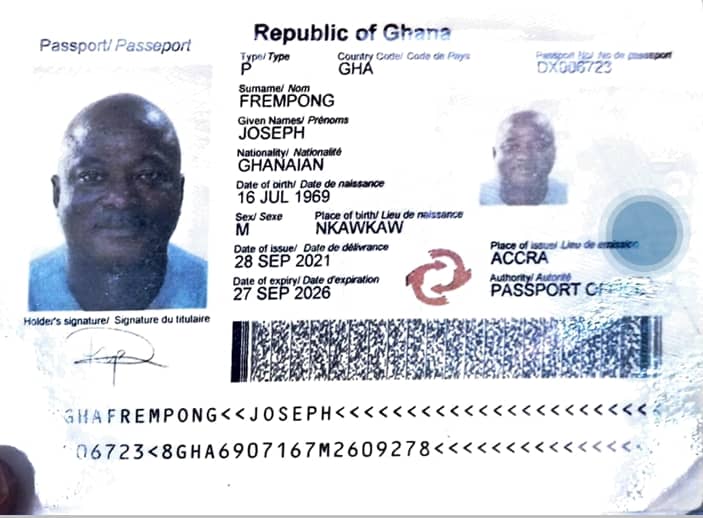 Republic of Ghana
Passport/ Passeport
Type/ Type Country Code/ Code de Pays Passport No/ No de passeport
P GHA DX006723
Surname/ Nom
FREMPONG
Given Names/ Prénoms
JOSEPH
Nationality/ Nationalité
GHANAIAN
Date of birth/ Date de naissance
16 JUL 1969
Sex/ Sexe Place of birth/ Lieu de naissance
M NKAWKAW
Date of issue/ Date de délivrance Place of issue/ Lieu de emission
28 SEP 2021 ACCRA
Date of expiry/ Date d'expiration Authority/ Autorité
27 SEP 2026 PASSPORT
Holder's signature/ Signature du titulaire
GHAFREMPONG<<JOSEPH<<<<<<<<<<<<<<<<<<<<<<<
06723<8GHA6907167M2609278<<<<<<<<<<<<<<